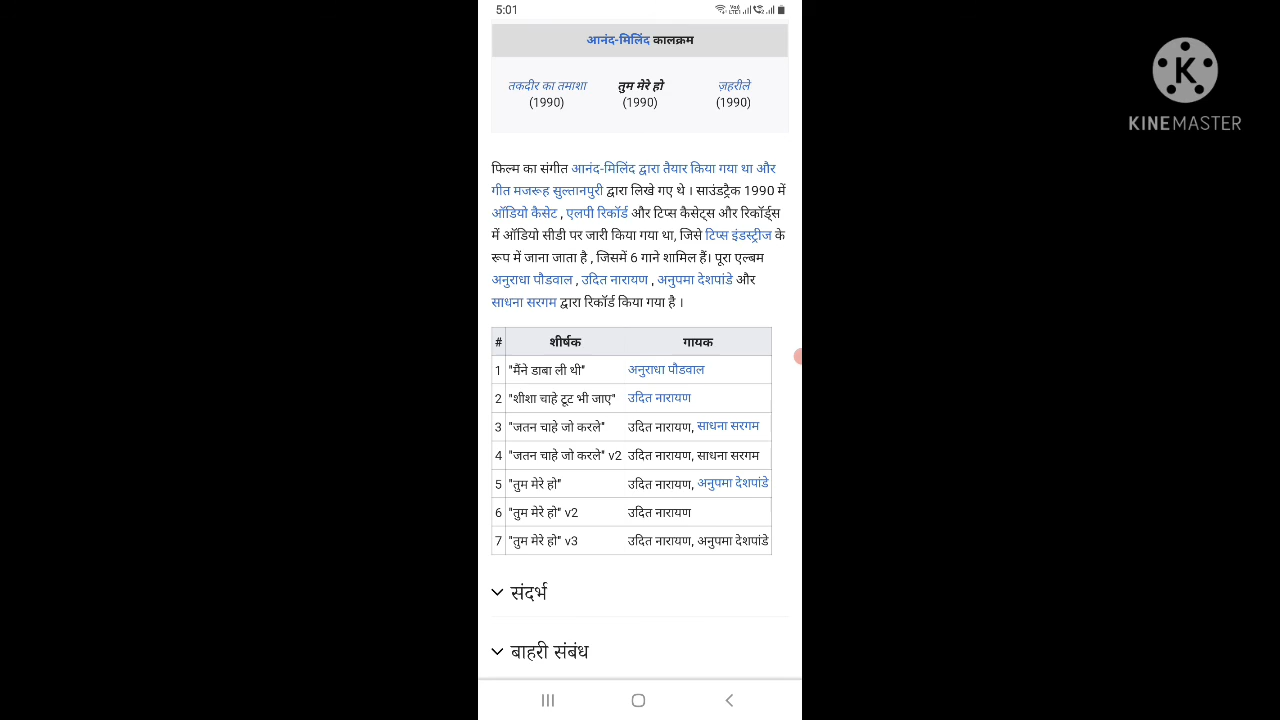 5:01
आनंद-मिलिंद कालक्रम
तकदीर का तमाशा तुम मेरे हो ज़हरीले
(1990) (1990) (1990)
फिल्म का संगीत आनंद-मिलिंद द्वारा तैयार किया गया था और
गीत मजरूह सुल्तानपुरी द्वारा लिखे गए थे । साउंडट्रैक 1990 में
ऑडियो कैसेट , एलपी रिकॉर्ड और टिप्स कैसेट्स और रिकॉर्ड्स
में ऑडियो सीडी पर जारी किया गया था, जिसे टिप्स इंडस्ट्रीज के
रूप में जाना जाता है , जिसमें 6 गाने शामिल हैं। पूरा एल्बम
अनुराधा पौडवाल , उदित नारायण , अनुपमा देशपांडे और
साधना सरगम द्वारा रिकॉर्ड किया गया है ।
# शीर्षक गायक
1 "मैंने डाबा ली थी" अनुराधा पौडवाल
2 "शीशा चाहे टूट भी जाए" उदित नारायण
3 "जतन चाहे जो करले" उदित नारायण, साधना सरगम
4 "जतन चाहे जो करले" v2 उदित नारायण, साधना सरगम
5 "तुम मेरे हो" उदित नारायण, अनुपमा देशपांडे
6 "तुम मेरे हो" v2 उदित नारायण
7 "तुम मेरे हो" v3 उदित नारायण, अनुपमा देशपांडे
संदर्भ
बाहरी संबंध
K
KINEMASTER